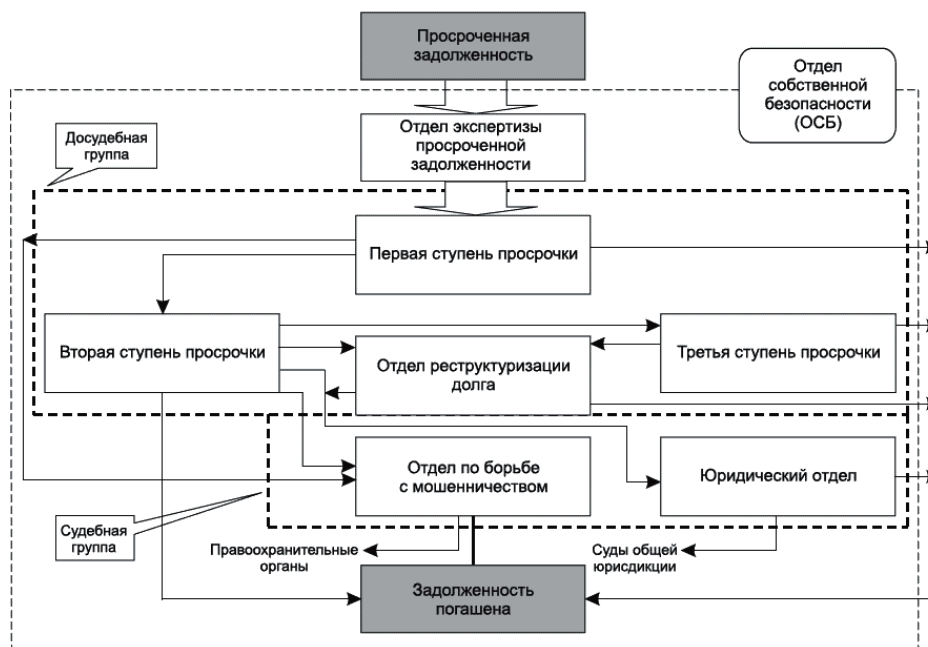 Просроченная
задолженность
Отдел
собственной
безопасности
(ОСБ)
Отдел экспертизы
просроченной
задолженности
Досудебная
группа
Первая ступень просрочки
Вторая ступень просрочки
Отдел реструктуризации
долга
Третья ступень просрочки
Отдел по борьбе
с мошенничеством
Юридический отдел
Судебная
группа
Правоохранительные
органы
Суды общей
юрисдикции
Задолженность
погашена